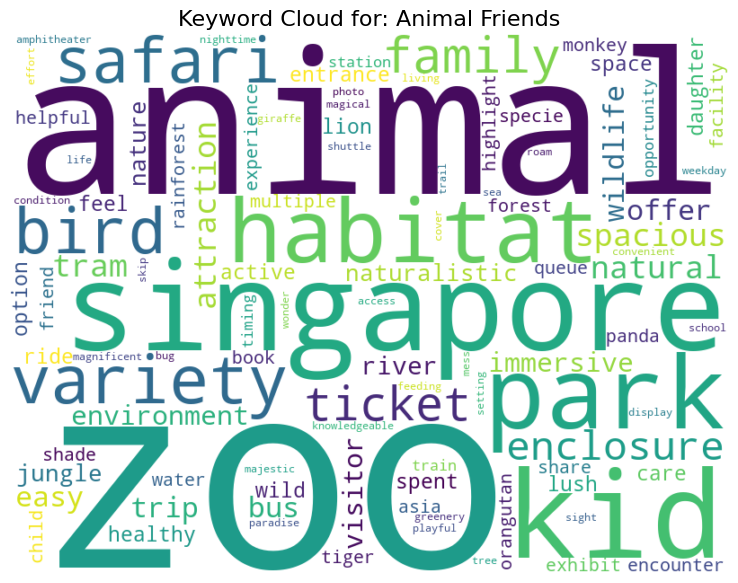 Keyword Cloud for: Animal Friends
amphitheater
nighttime
effort
safari
station
entrance
family
living
monkey
space
daughter
facility
animal
helpful
nature
life
rainforest
experience
giraffe
photo
magical
lion
shuttle
highlight
specie
roam
wildlife
opportunity
weekday
condition
feel
multiple
trail
sea
forest
offer
bird
habitat
cover
spacious
convenient
attraction
option
friend
tram
skip
active
naturalistic
queue
natural
singapore
timing
wonder
access
panda
school
ride
magnificent
bug
book
river
mess
immersive
variety
ticket
feeding
setting
park
display
environment
knowledgeable
enclosure
zoo
kid
shade
jungle
water
majestic
visitor
train
spent
orangutan
share
care
lush
easy
trip
wild
bus
asia
greenery
paradise
playful
sight
child
healthy
tiger
tree
exhibit
encounter